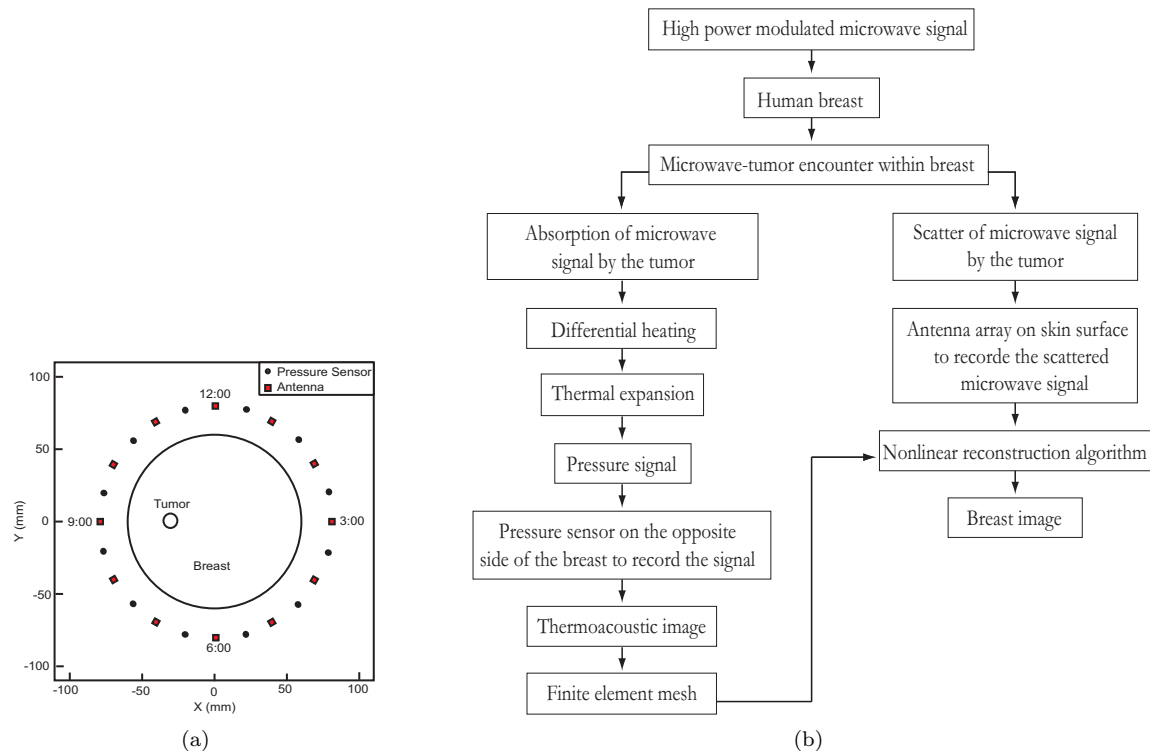 100
50
0
-50
-100
Y (mm)
-100
-50
0
50
100
X (mm)
Pressure Sensor
Antenna
12:00
9:00
3:00
6:00
Tumor
Breast
(a)
High power modulated microwave signal
Human breast
Microwave-tumor encounter within breast
Absorption of microwave
signal by the tumor
Differential heating
Thermal expansion
Pressure signal
Pressure sensor on the opposite
side of the breast to record the signal
Thermoacoustic image
Finite element mesh
Scatter of microwave signal
by the tumor
Antenna array on skin surface
to recorde the scattered
microwave signal
Nonlinear reconstruction algorithm
Breast image
(b)